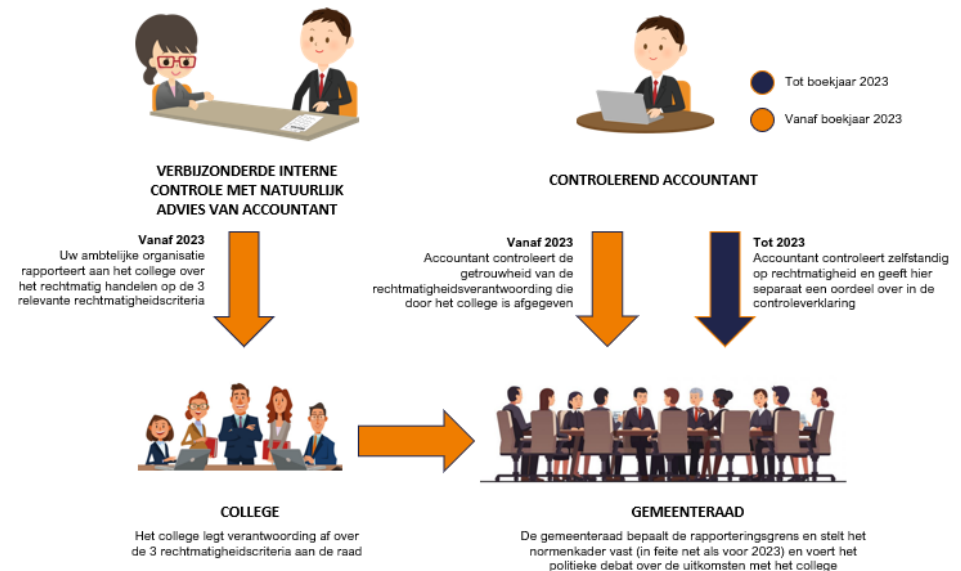 Tot boekjaar 2023
Vanaf boekjaar 2023
VERBIJZONDERDE INTERNE
CONTROLE MET NATUURLIJK
ADVIES VAN ACCOUNTANT
CONTROLEREND ACCOUNTANT
Vanaf 2023
Uw ambtelijke organisatie
rapporteert aan het college over
het rechtmatig handelen op de 3
relevante rechtmatigheidscriteria
Vanaf 2023
Accountant controleert de
getrouwheid van de
rechtmatigheidsverantwoording die
door het college is afgegeven
Tot 2023
Accountant controleert zelfstandig
op rechtmatigheid en geeft hier
separaat een oordeel over in de
controleverklaring
COLLEGE
Het college legt verantwoording af over
de 3 rechtmatigheidscriteria aan de raad
GEMEENTERAAD
De gemeenteraad bepaalt de rapporteringsgrens en stelt het
normenkader vast (in feite net als voor 2023) en voert het
politieke debat over de uitkomsten met het college